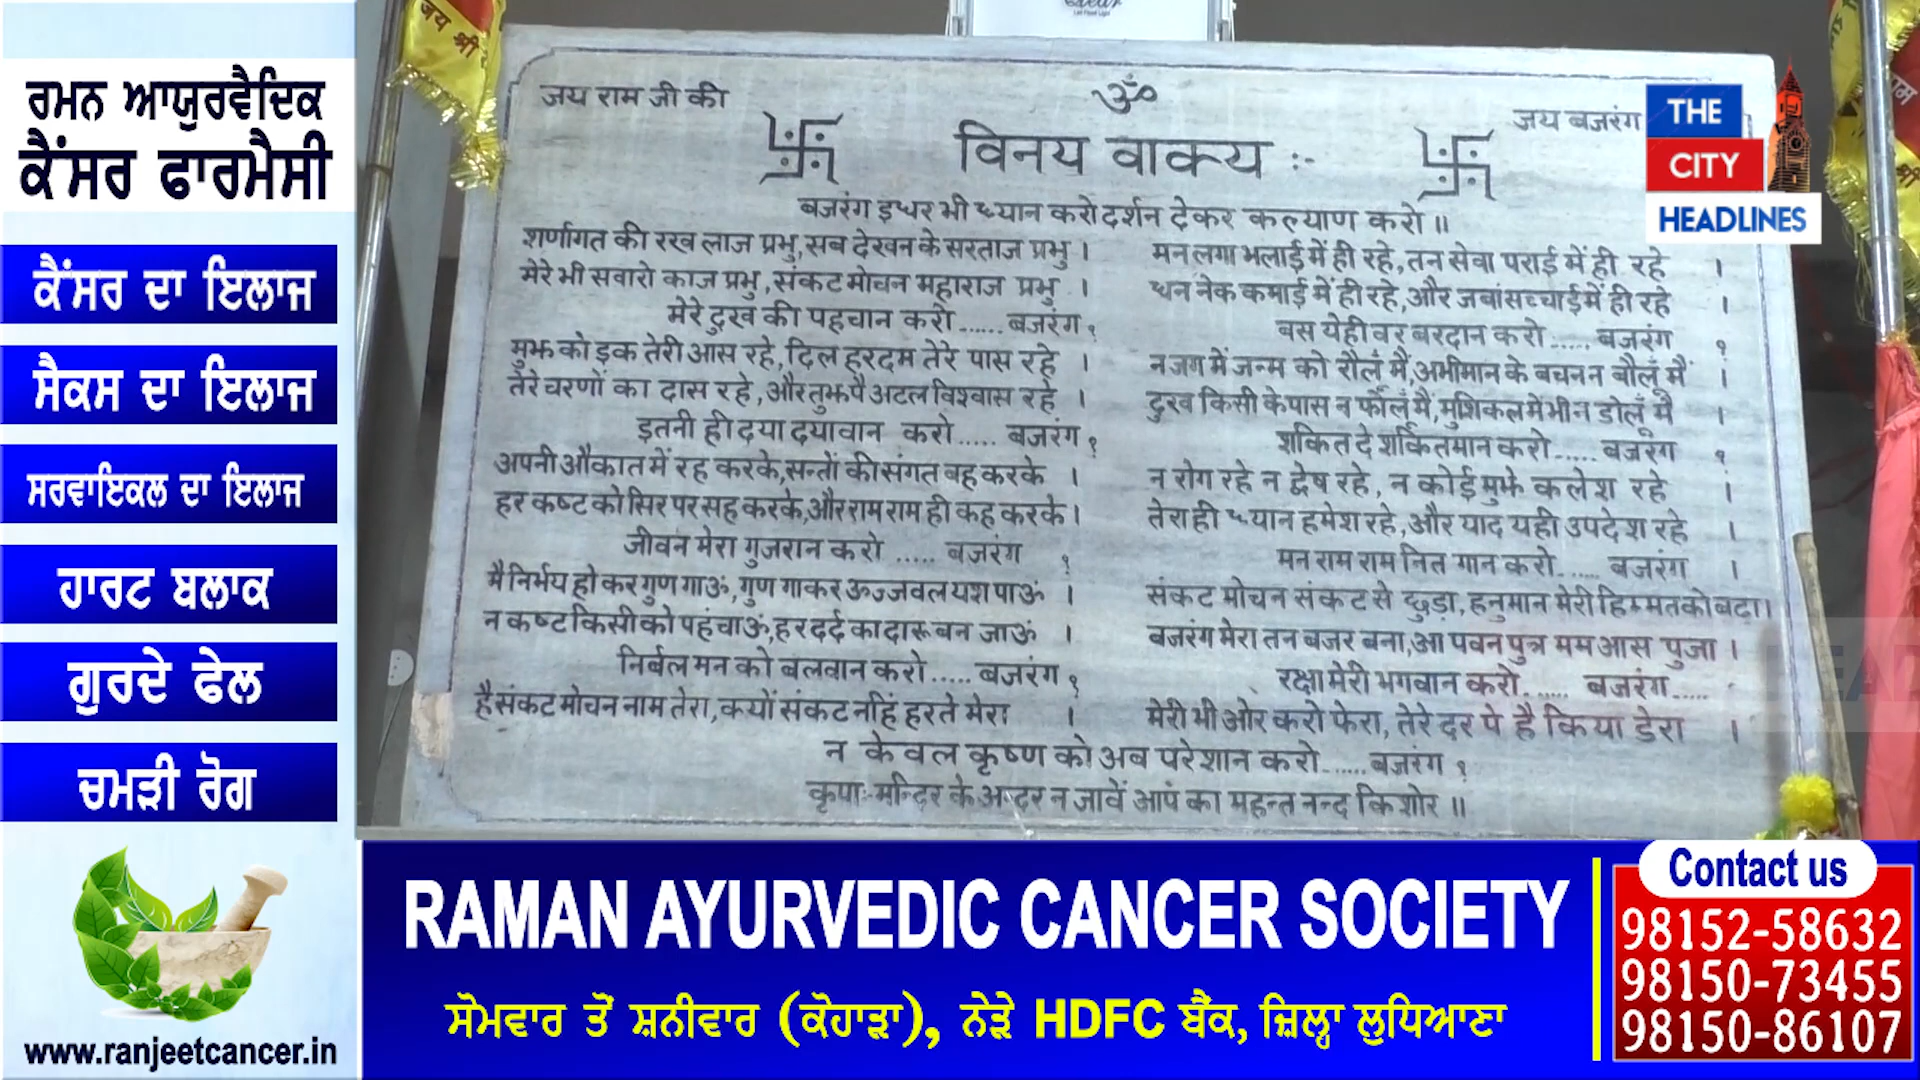 ਰਮਨ ਆਯੁਰਵੈਦਿਕ
ਕੈਂਸਰ ਫਾਰਮੈਸੀ
ਕੈਂਸਰ ਦਾ ਇਲਾਜ
ਸੈਕਸ ਦਾ ਇਲਾਜ
ਸਰਵਾਇਕਲ ਦਾ ਇਲਾਜ
ਹਾਰਟ ਬਲਾਕ
ਗੁਰਦੇ ਫੇਲ
ਚਮੜੀ ਰੋਗ
www.ranjeetcancer.in
जय श्री
जय राम जी की
ॐ
जय बजरंग
विनय वाक्य :-
THE
CITY
HEADLINES
बजरंग इधर भी ध्यान करो दर्शन देकर कल्याण करो ॥
शर्णागत की रख लाज प्रभु, सब देखन के सरताज प्रभु ।
मेरे भी सवारो काज प्रभु, संकट मोचन महाराज प्रभु ।
मेरे दुख की पहचान करो...... बजरंग १
मुझ को इक तेरी आस रहे, दिल हरदम तेरे पास रहे ।
तेरे चरणों का दास रहे, और तुझ पै अटल विश्वास रहे ।
इतनी ही दया दयावान करो..... बजरंग १
अपनी औकात में रह करके, सन्तों की संगत बह करके ।
हर कष्ट को सिर पर सह करके, और राम राम ही कह करके ।
जीवन मेरा गुजरान करो ..... बजरंग १
मै निर्भय हो कर गुण गाऊं, गुण गाकर ऊज्जवल यश पाऊं ।
न कष्ट किसी को पहंचाऊं, हर दर्द का दारू बन जाऊं ।
निर्बल मन को बलवान करो..... बजरंग १
है संकट मोचन नाम तेरा, कयों संकट नहिं हरते मेरा ।
मन लगा भलाई में ही रहे, तन सेवा पराई में ही रहे ।
धन नेक कमाई में ही रहे, और जवां सच्चाई में ही रहे ।
बस येही वर बरदान करो..... बजरंग १
न जग में जन्म को रौलूं मैं, अभीमान के बचन न बौलूं मैं ।
दुख किसी के पास न फौलूं मैं, मुशिकल में भी न डोलूं मैं ।
शकित दे शकितमान करो..... बजरंग १
न रोग रहे न द्वेष रहे, न कोई मुझे कलेश रहे ।
तेरा ही ध्यान हमेश रहे, और याद यही उपदेश रहे ।
मन राम राम नित गान करो...... बजरंग ।
संकट मोचन संकट से छुड़ा, हनुमान मेरी हिम्मत को बढा।
बजरंग मेरा तन बजर बना, आ पवन पुत्र मम आस पुजा ।
रक्षा मेरी भगवान करो...... बजरंग.....
मेरी भी ओर करो फेरा, तेरे दर पे है किया डेरा ।
न केवल कृष्ण को अब परेशान करो......बजरंग १
कृपा:-मन्दिर के अन्दर न जावें आप का महन्त नन्द किशोर ॥
RAMAN AYURVEDIC CANCER SOCIETY
ਸੋਮਵਾਰ ਤੋਂ ਸ਼ਨੀਵਾਰ (ਕੋਹਾੜਾ), ਨੇੜੇ HDFC ਬੈਂਕ, ਜ਼ਿਲ੍ਹਾ ਲੁਧਿਆਣਾ
Contact us
98152-58632
98150-73455
98150-86107